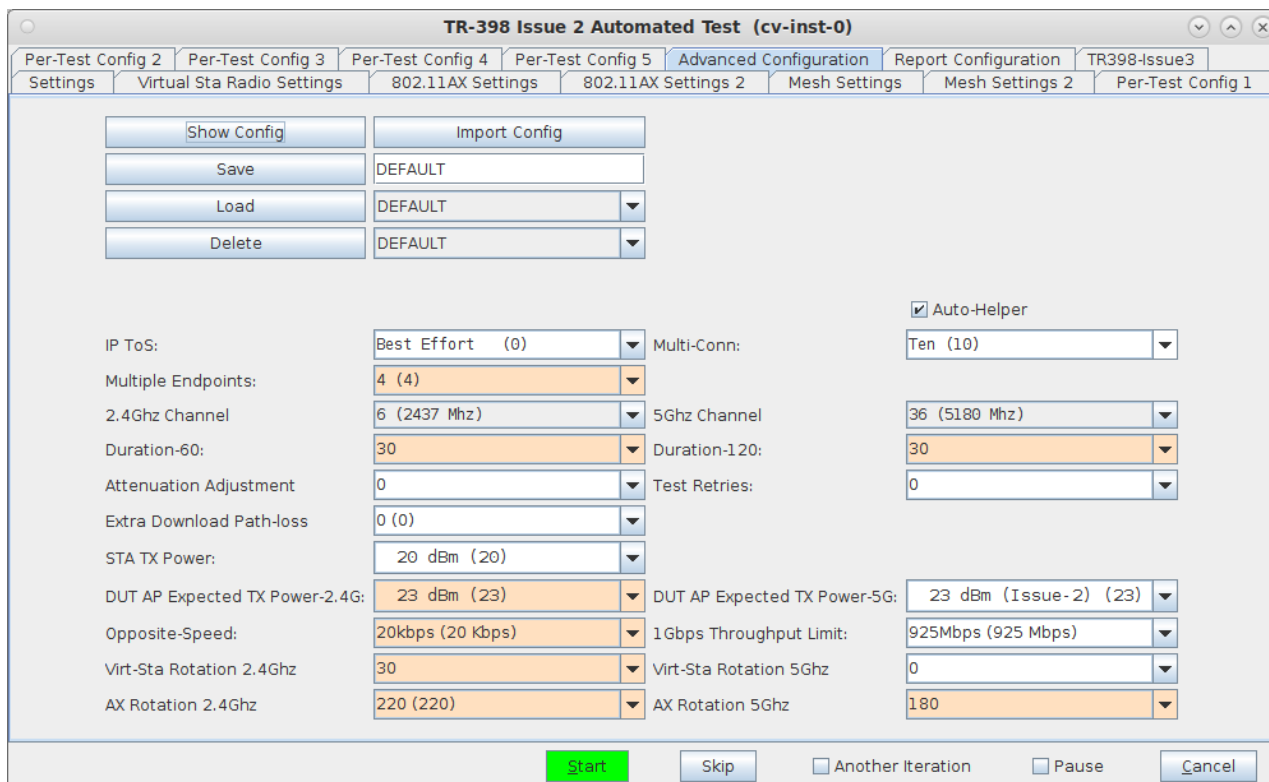 TR-398 Issue 2 Automated Test (cv-inst-0)
Per-Test Config 2 Per-Test Config 3 Per-Test Config 4 Per-Test Config 5 Advanced Configuration Report Configuration TR398-Issue3
Settings Virtual Sta Radio Settings 802.11AX Settings 802.11AX Settings 2 Mesh Settings Mesh Settings 2 Per-Test Config 1
Show Config Import Config
Save DEFAULT
Load DEFAULT
Delete DEFAULT
Auto-Helper
IP ToS: Best Effort (0) Multi-Conn: Ten (10)
Multiple Endpoints: 4 (4)
2.4Ghz Channel 6 (2437 Mhz) 5Ghz Channel 36 (5180 Mhz)
Duration-60: 30 Duration-120: 30
Attenuation Adjustment 0 Test Retries: 0
Extra Download Path-loss 0 (0)
STA TX Power: 20 dBm (20)
DUT AP Expected TX Power-2.4G: 23 dBm (23) DUT AP Expected TX Power-5G: 23 dBm (Issue-2) (23)
Opposite-Speed: 20kbps (20 Kbps) 1Gbps Throughput Limit: 925Mbps (925 Mbps)
Virt-Sta Rotation 2.4Ghz 30 Virt-Sta Rotation 5Ghz 0
AX Rotation 2.4Ghz 220 (220) AX Rotation 5Ghz 180
Start Skip Another Iteration Pause Cancel